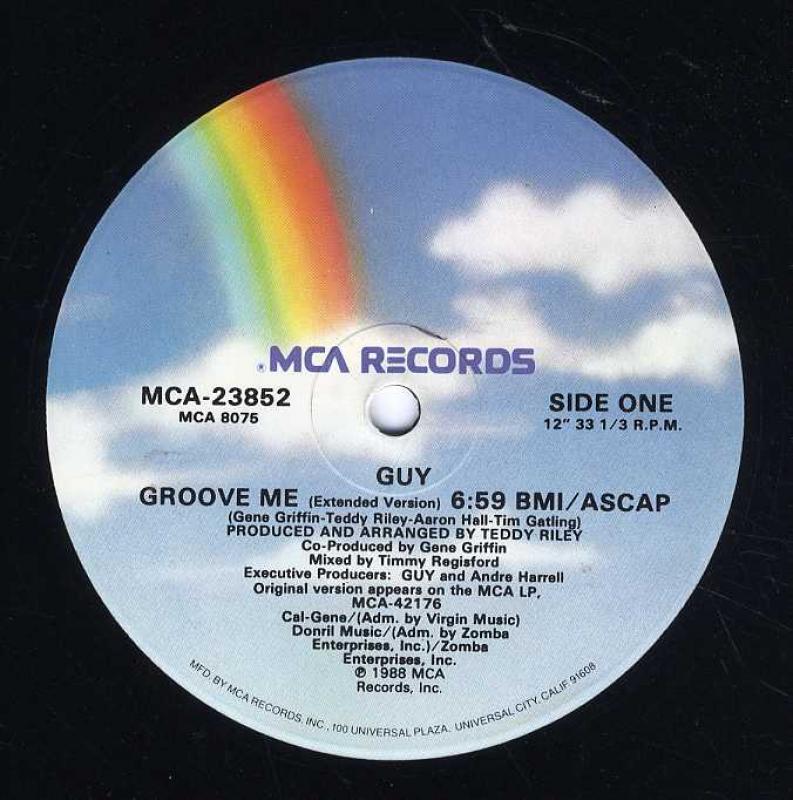 ®MCA RECORDS
MCA-23852
MCA 8075
SIDE ONE
12" 33 1/3 R.P.M.
GUY
GROOVE ME (Extended Version) 6:59 BMI/ASCAP
(Gene Griffin-Teddy Riley-Aaron Hall-Tim Gatling)
PRODUCED AND ARRANGED BY TEDDY RILEY
Co-Produced by Gene Griffin
Mixed by Timmy Regisford
Executive Producers: GUY and Andre Harrell
Original version appears on the MCA LP,
MCA-42176
Cal-Gene/(Adm. by Virgin Music)
Donril Music/(Adm. by Zomba
Enterprises, Inc.)/Zomba
Enterprises, Inc.
℗ 1988 MCA
Records, Inc.
MFD. BY MCA RECORDS, INC., 100 UNIVERSAL PLAZA, UNIVERSAL CITY, CALIF. 91608